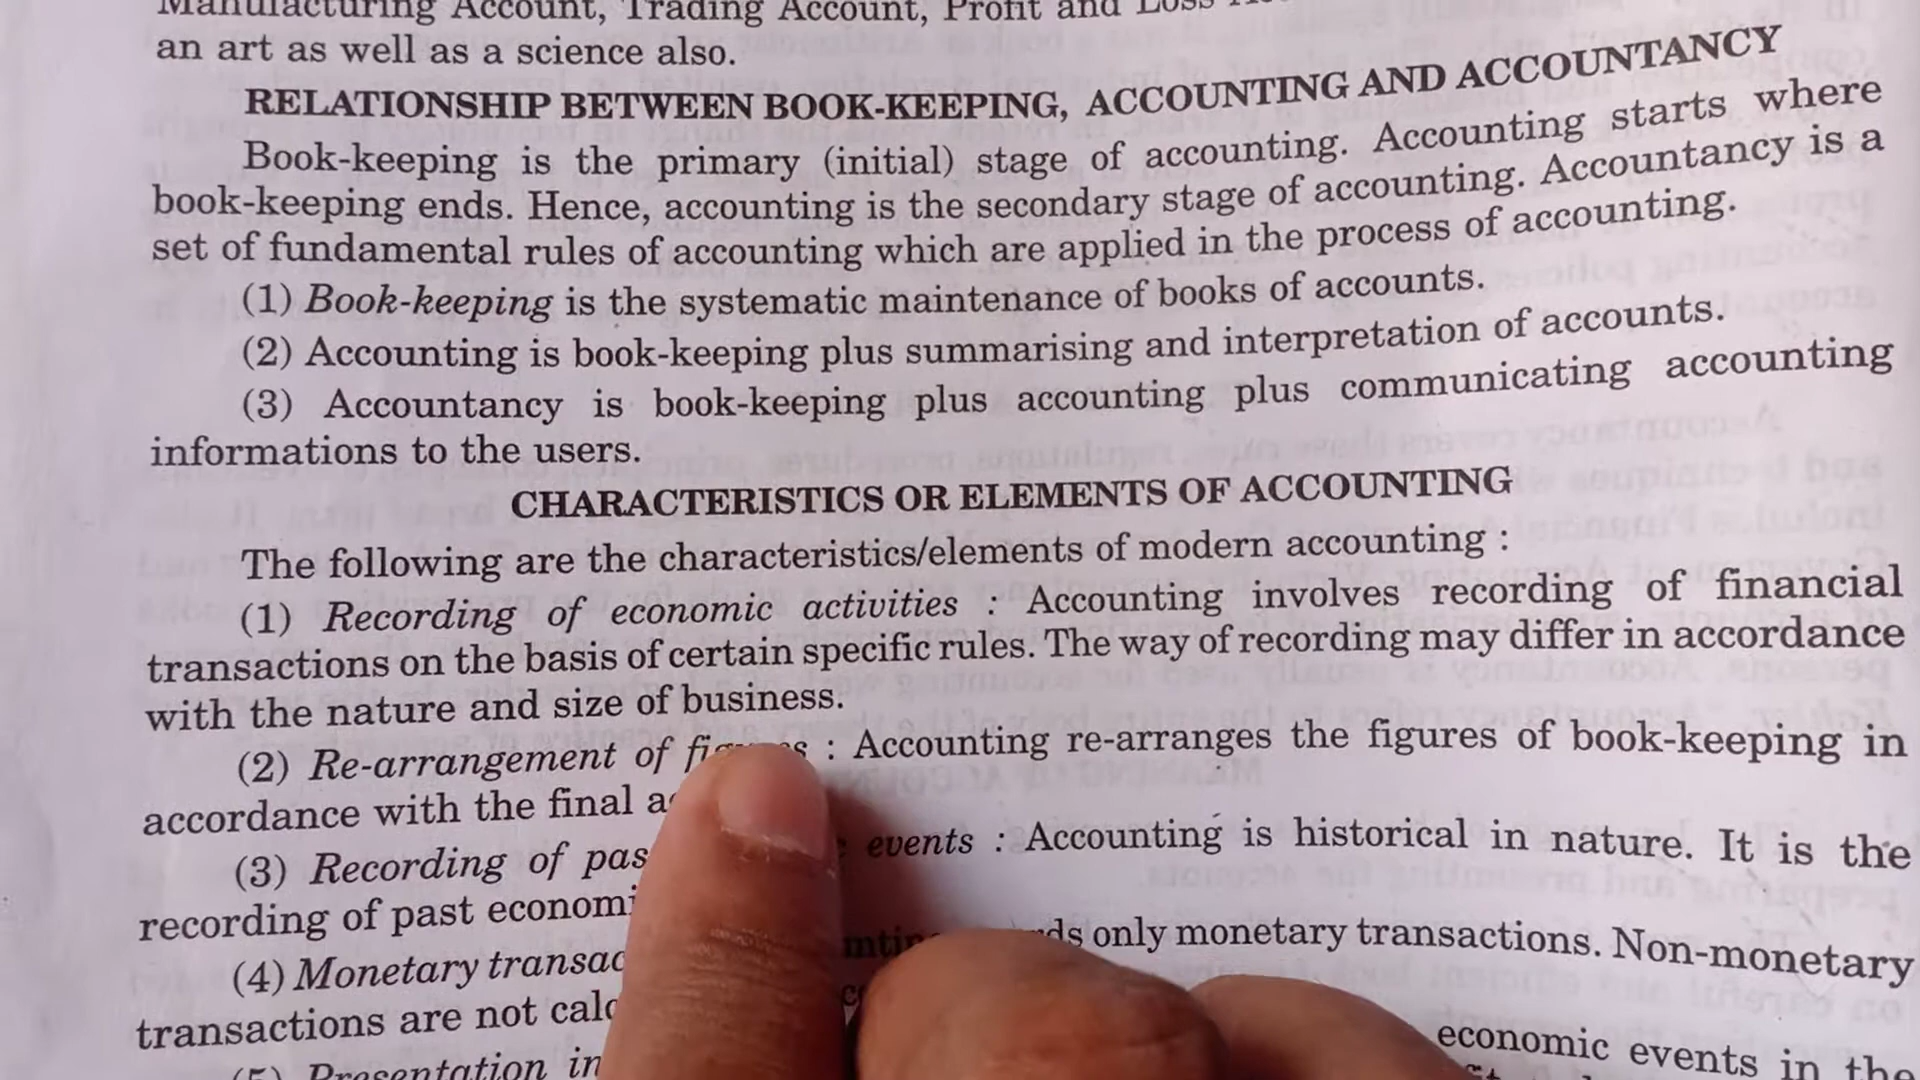 Manufacturing Account, Trading Account, Profit and Loss
an art as well as a science also.
RELATIONSHIP BETWEEN BOOK-KEEPING, ACCOUNTING AND ACCOUNTANCY
Book-keeping is the primary (initial) stage of accounting. Accounting starts where
book-keeping ends. Hence, accounting is the secondary stage of accounting. Accountancy is a
set of fundamental rules of accounting which are applied in the process of accounting.
(1) Book-keeping is the systematic maintenance of books of accounts.
(2) Accounting is book-keeping plus summarising and interpretation of accounts.
(3) Accountancy is book-keeping plus accounting plus communicating accounting
informations to the users.
CHARACTERISTICS OR ELEMENTS OF ACCOUNTING
The following are the characteristics/elements of modern accounting :
(1) Recording of economic activities : Accounting involves recording of financial
transactions on the basis of certain specific rules. The way of recording may differ in accordance
with the nature and size of business.
(2) Re-arrangement of : Accounting re-arranges the figures of book-keeping in
accordance with the final
(3) Recording of events : Accounting is historical in nature. It is the
recording of past
(4) Monetary only monetary transactions. Non-monetary
transactions are not
(5) Presentation in economic events in the